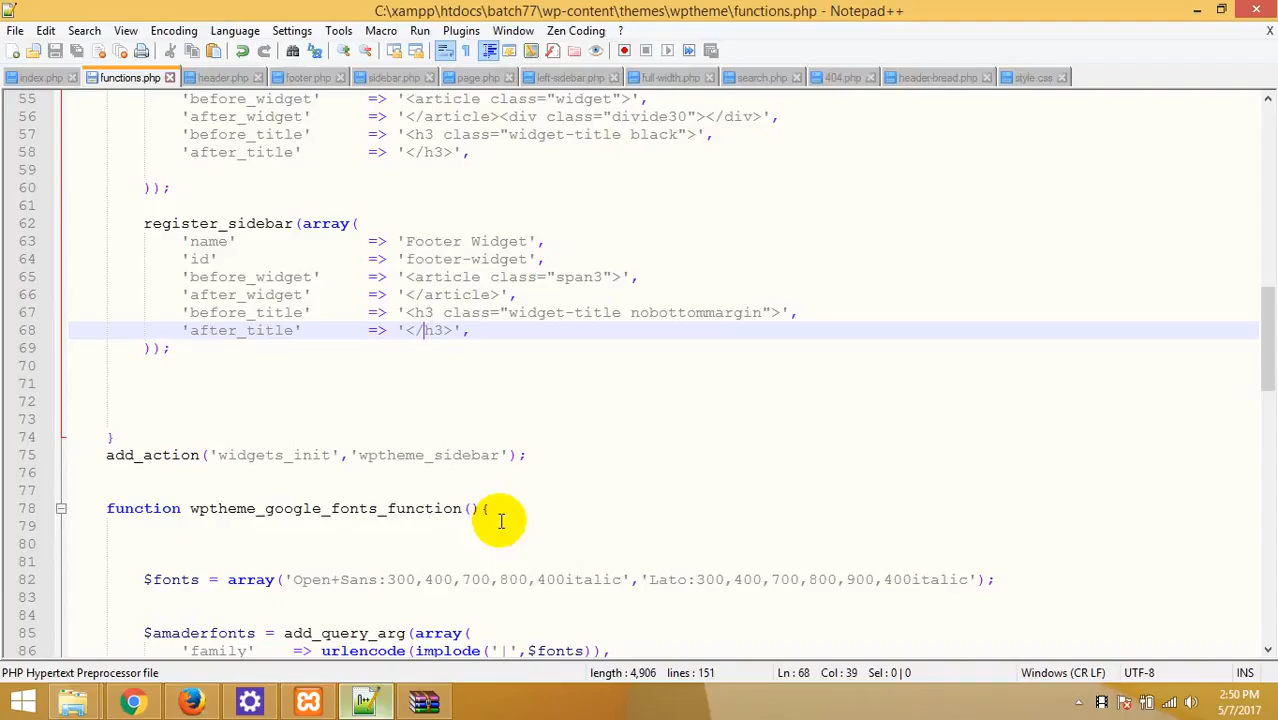 C:\xampp\htdocs\batch77\wp-content\themes\wptheme\functions.php - Notepad++
File Edit Search View Encoding Language Settings Tools Macro Run Plugins Window Zen Coding ? X
index.php functions.php header.php footer.php sidebar.php page.php left-sidebar.php full-width.php search.php 404.php header-bread.php style.css
55 'before_widget' => '<article class="widget">',
56 'after_widget' => '</article><div class="divide30"></div>',
57 'before_title' => '<h3 class="widget-title black">',
58 'after_title' => '</h3>',
59
60 ));
61
62 register_sidebar(array(
63 'name' => 'Footer Widget',
64 'id' => 'footer-widget',
65 'before_widget' => '<article class="span3">',
66 'after_widget' => '</article>',
67 'before_title' => '<h3 class="widget-title nobottommargin">',
68 'after_title' => '</h3>',
69 ));
70
71
72
73
74 }
75 add_action('widgets_init','wptheme_sidebar');
76
77
78 function wptheme_google_fonts_function(){
79
80
81
82 $fonts = array('Open+Sans:300,400,700,800,400italic','Lato:300,400,700,800,900,400italic');
83
84
85 $amaderfonts = add_query_arg(array(
86 'family' => urlencode(implode('|',$fonts)),
PHP Hypertext Preprocessor file length : 4,906 lines : 151 Ln : 68 Col : 39 Sel : 0 | 0 Windows (CR LF) UTF-8 INS
2:50 PM
5/7/2017